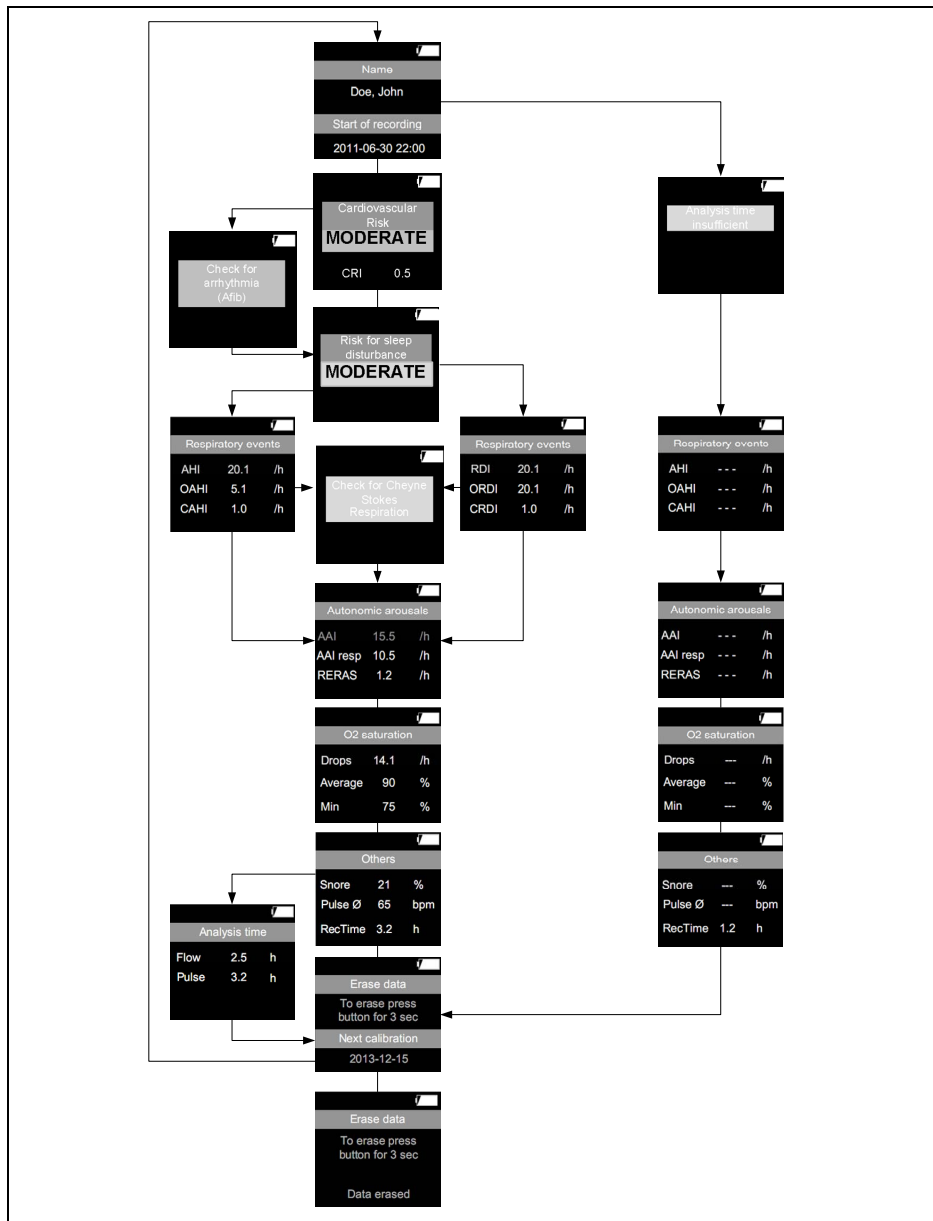 Name
Doe, John
Start of recording
2011-06-30 22:00
Cardiovascular
Risk
MODERATE
CRI 0.5
Analysis time
insufficient
Check for
arrhythmia
(Afib)
Risk for sleep
disturbance
MODERATE
Respiratory events
AHI 20.1 /h
OAHI 5.1 /h
CAHI 1.0 /h
Check for Cheyne
Stokes
Respiration
Respiratory events
RDI 20.1 /h
ORDI 20.1 /h
CRDI 1.0 /h
Respiratory events
AHI - - - /h
OAHI - - - /h
CAHI - - - /h
Autonomic arousals
AAI 15.5 /h
AAI resp 10.5 /h
RERAS 1.2 /h
Autonomic arousals
AAI - - - /h
AAI resp - - - /h
RERAS - - - /h
O2 saturation
Drops 14.1 /h
Average 90 %
Min 75 %
O2 saturation
Drops --- /h
Average --- %
Min --- %
Others
Snore 21 %
Pulse Ø 65 bpm
RecTime 3.2 h
Others
Snore --- %
Pulse Ø --- bpm
RecTime 1.2 h
Analysis time
Flow 2.5 h
Pulse 3.2 h
Erase data
To erase press
button for 3 sec
Next calibration
2013-12-15
Erase data
To erase press
button for 3 sec
Data erased